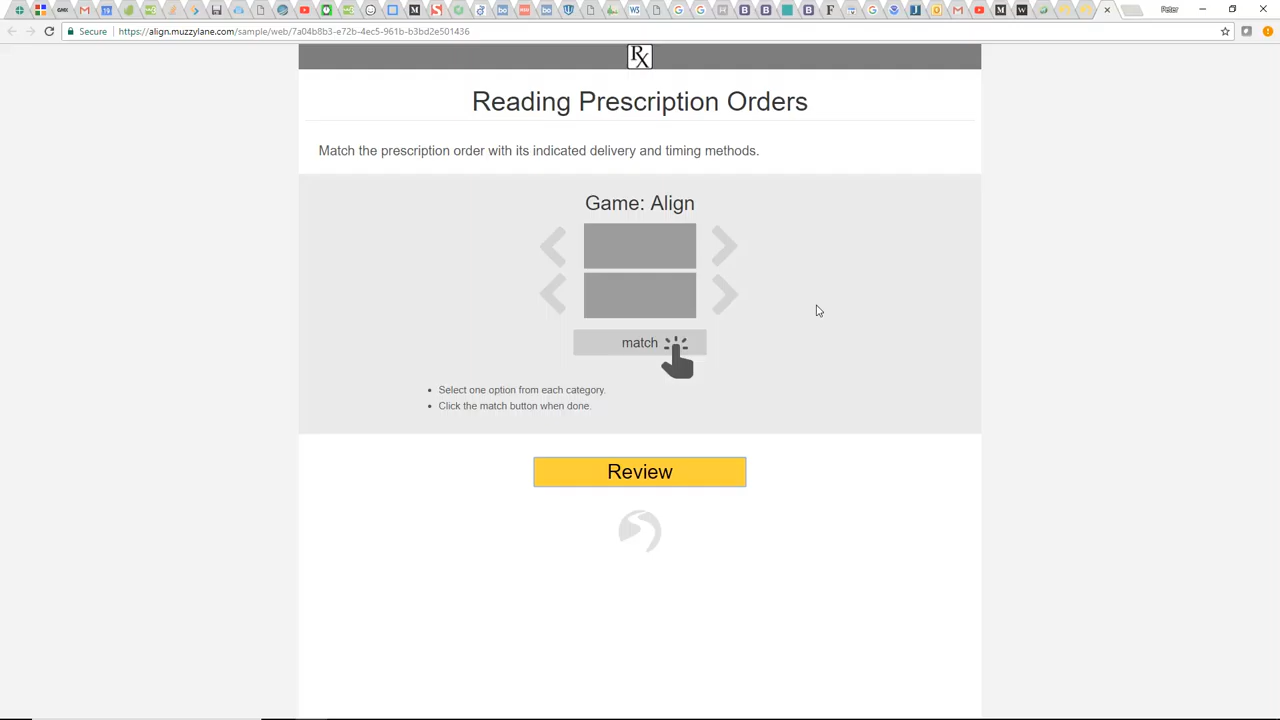 Peter
Secure https://align.muzzylane.com/sample/web/7a04b8b3-e72b-4ec5-961b-b3bd2e501436
Rx
Reading Prescription Orders
Match the prescription order with its indicated delivery and timing methods.
Game: Align
match
Select one option from each category.
Click the match button when done.
Review